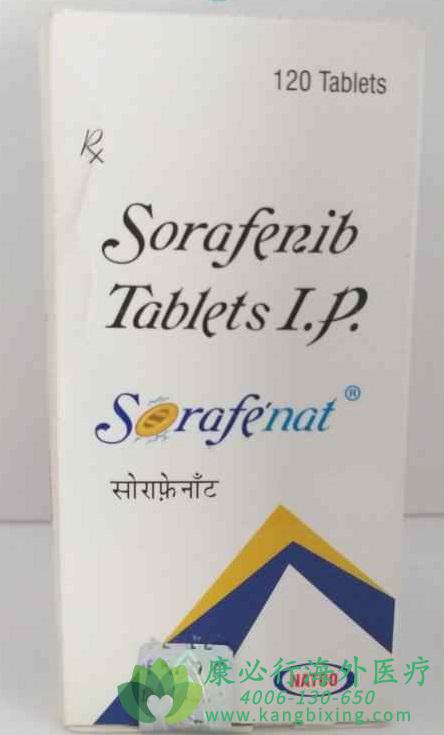 120 Tablets
Rx
Sorafenib
Tablets I.P.
Sorafenat ®
सोराफ़ेनॉट
NATCO
康必行海外医疗
4006-130-650
www.kangbixing.com